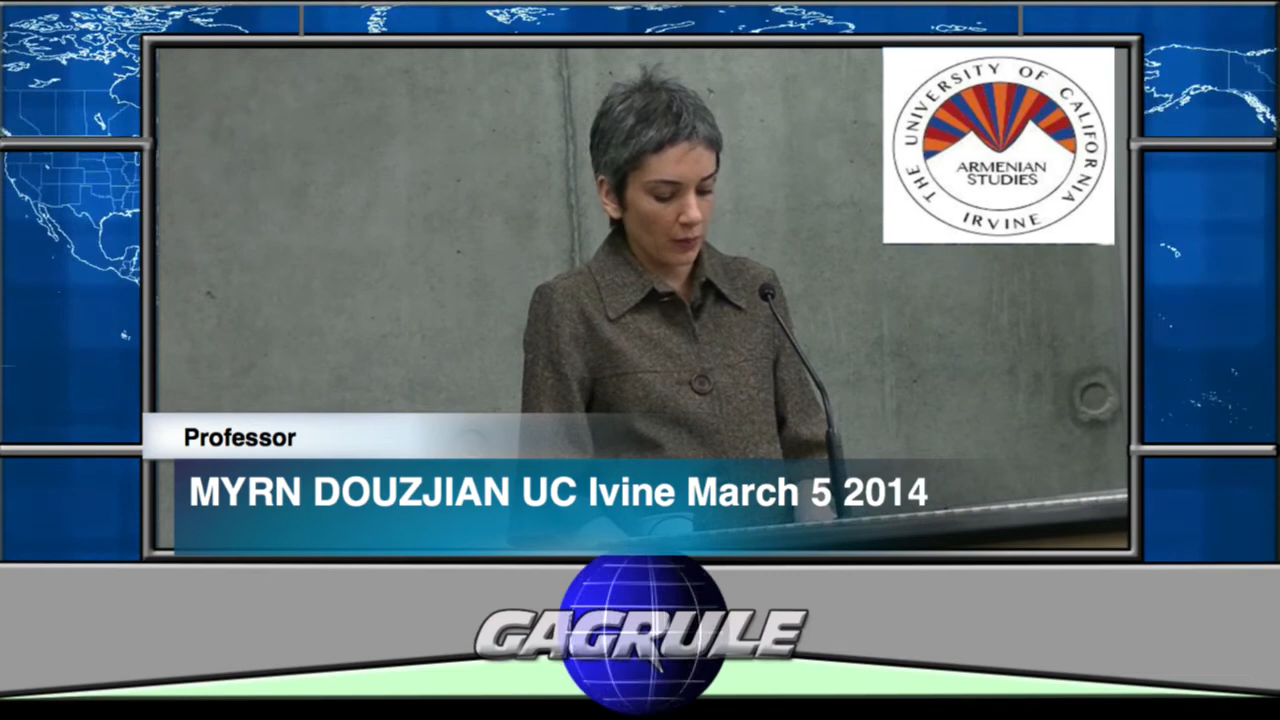 THE UNIVERSITY OF CALIFORNIA
ARMENIAN
STUDIES
IRVINE
Professor
MYRN DOUZJIAN UC Ivine March 5 2014
GAGRULE